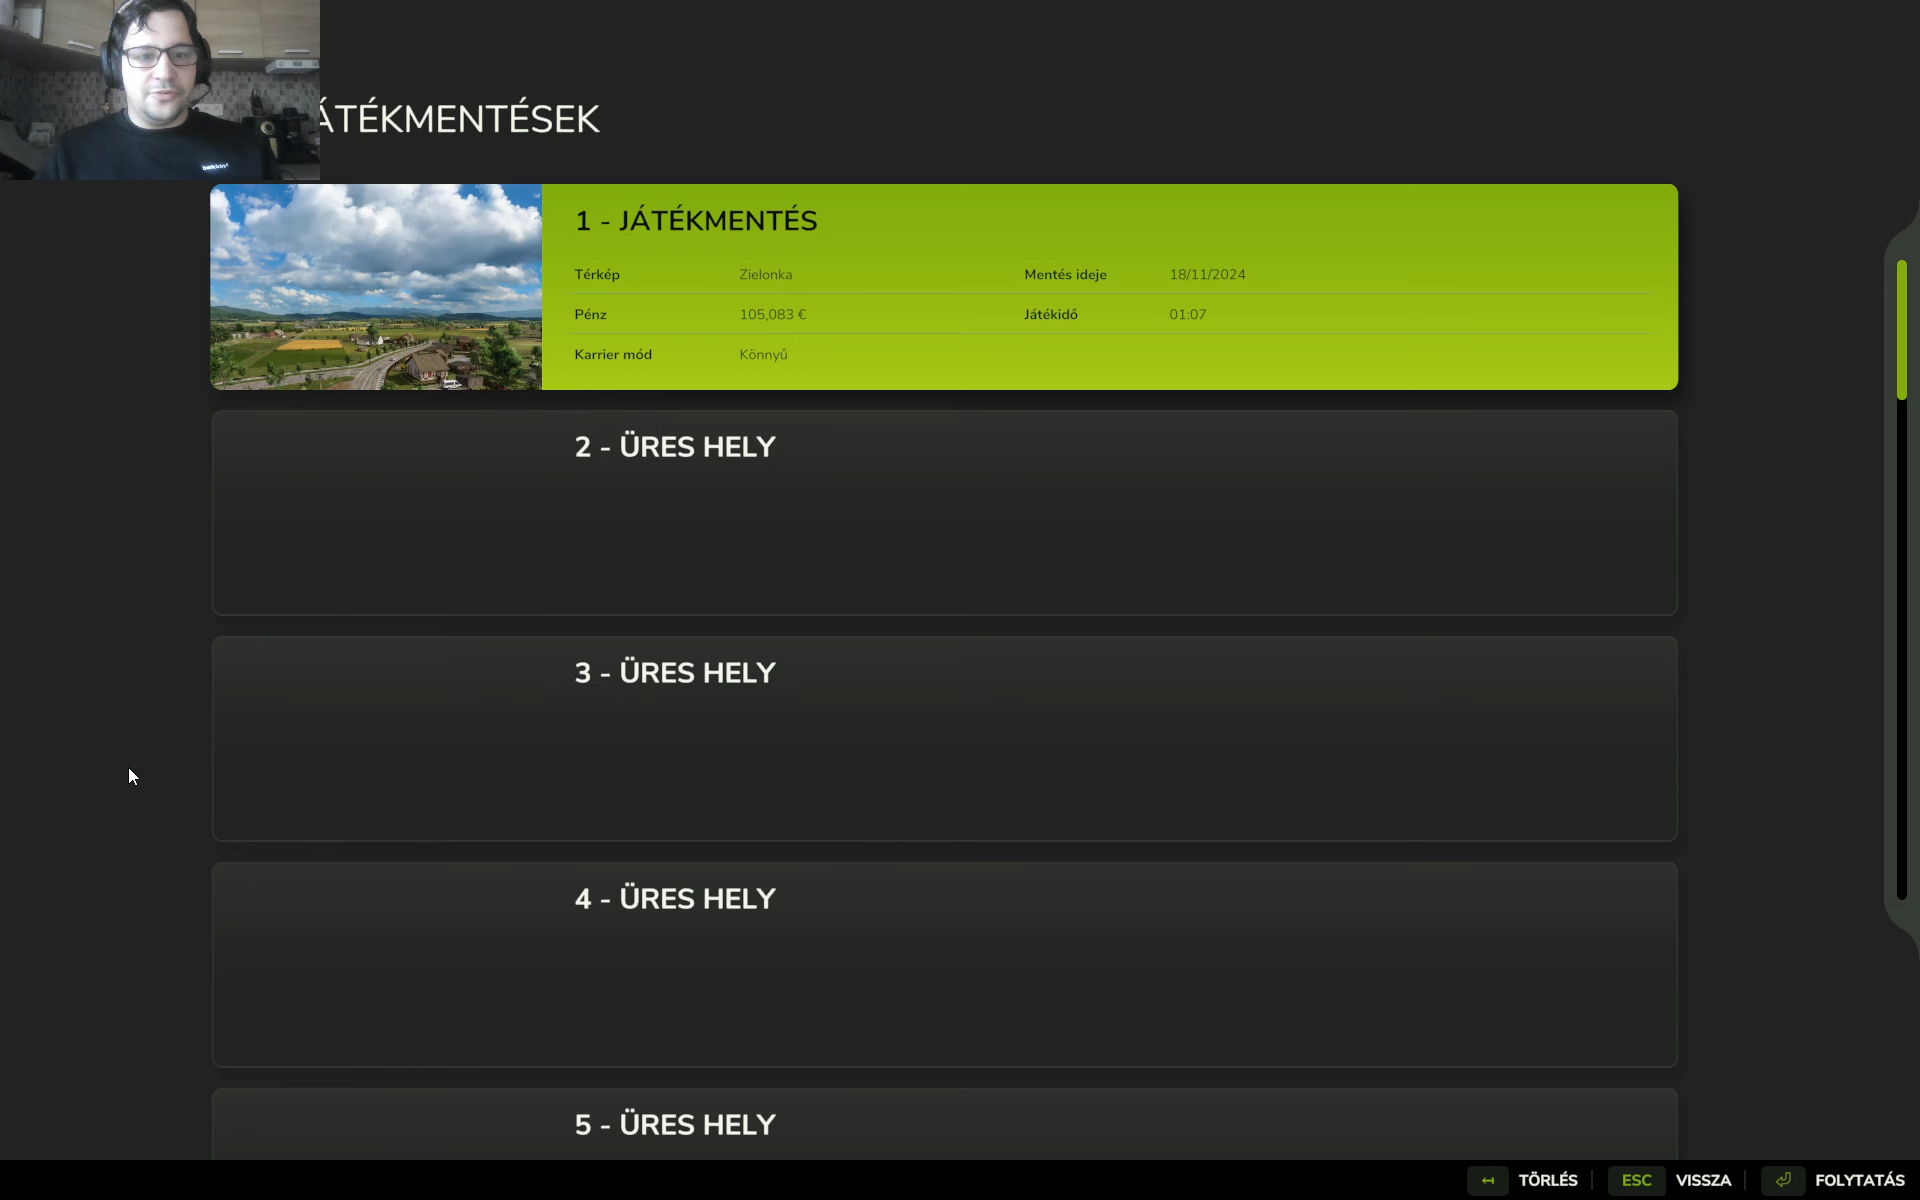 ÁTÉKMENTÉSEK
1 - JÁTÉKMENTÉS
Térkép Zielonka Mentés ideje 18/11/2024
Pénz 105,083 € Játékidő 01:07
Karrier mód Könnyű
2 - ÜRES HELY
3 - ÜRES HELY
4 - ÜRES HELY
5 - ÜRES HELY
TÖRLÉS ESC VISSZA FOLYTATÁS